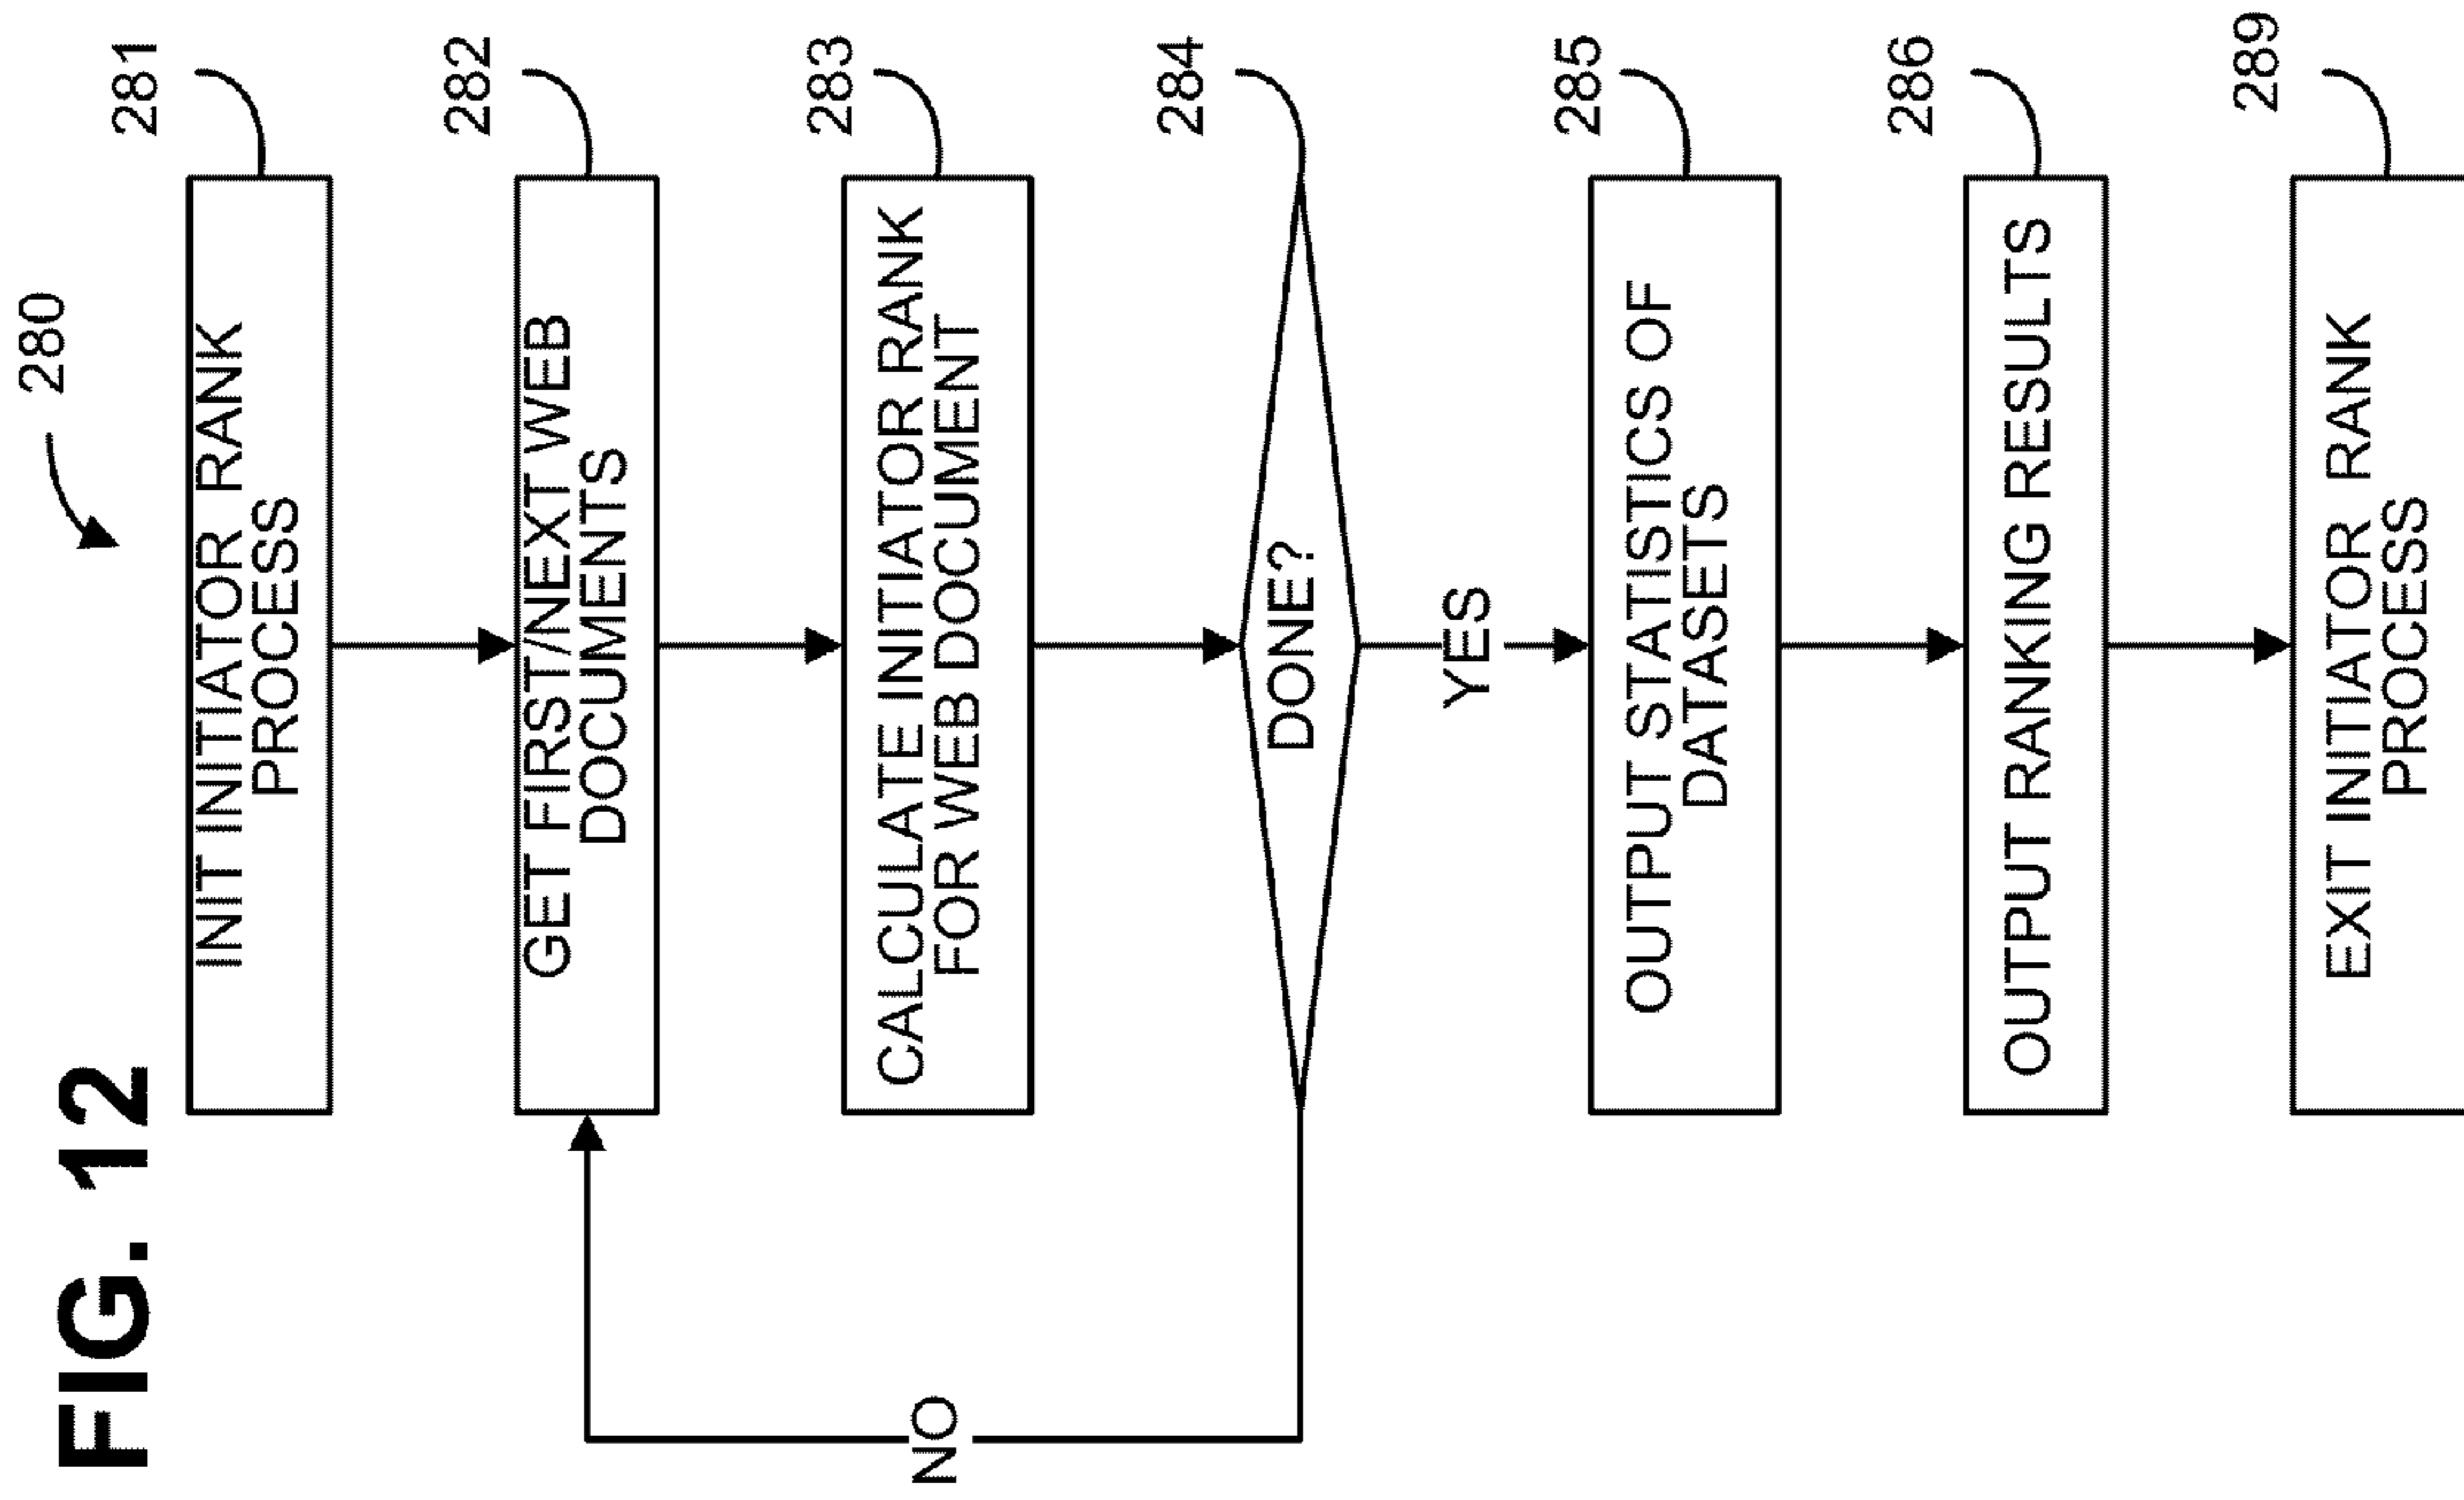 FIG. 12
280
INIT INITIATOR RANK
PROCESS
281
GET FIRST/NEXT WEB
DOCUMENTS
282
CALCULATE INITIATOR RANK
FOR WEB DOCUMENT
283
NO
DONE?
284
YES
OUTPUT STATISTICS OF
DATASETS
285
OUTPUT RANKING RESULTS
286
EXIT INITIATOR RANK
PROCESS
289